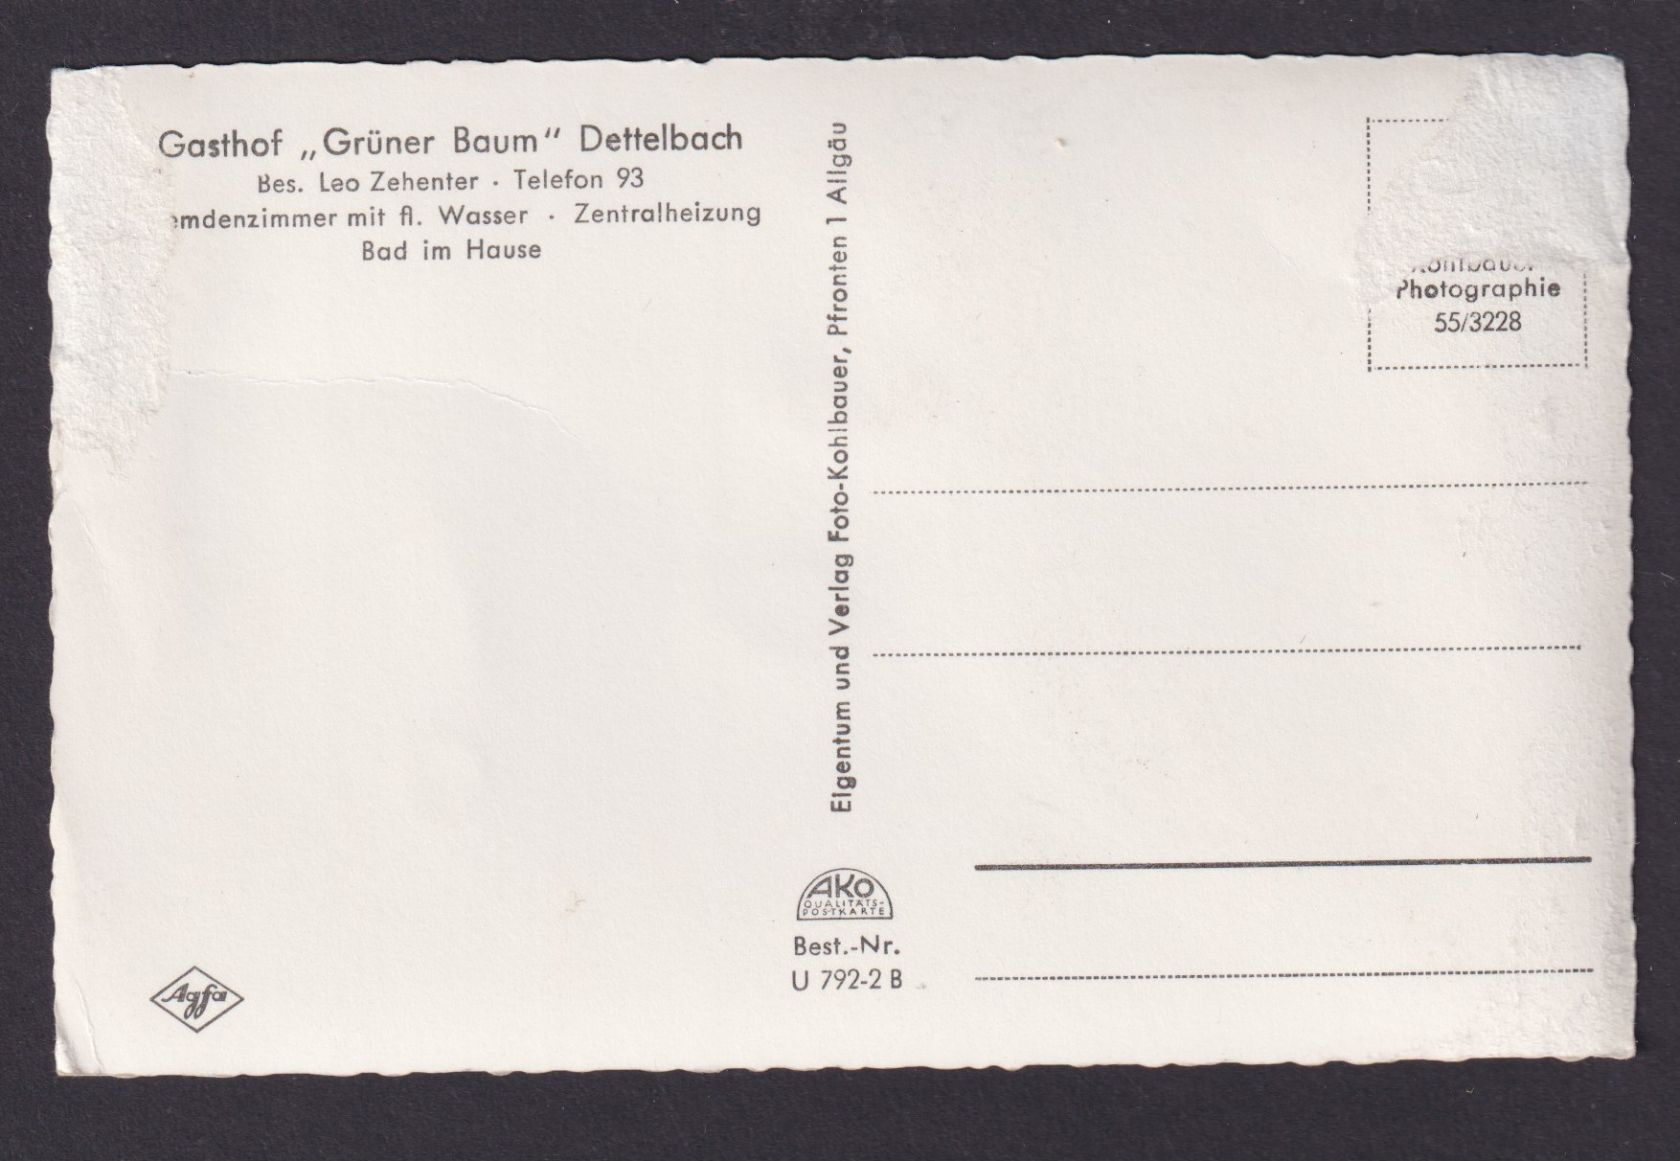 Gasthof „Grüner Baum“ Dettelbach
Bes. Leo Zehenter · Telefon 93
emdenzimmer mit fl. Wasser · Zentralheizung
Bad im Hause
Eigentum und Verlag Foto-Kohlbauer, Pfronten 1 Allgäu
Photographie
55/3228
AKO
QUALITÄTS-
POSTKARTE
Best.-Nr.
U 792-2 B
Agfa